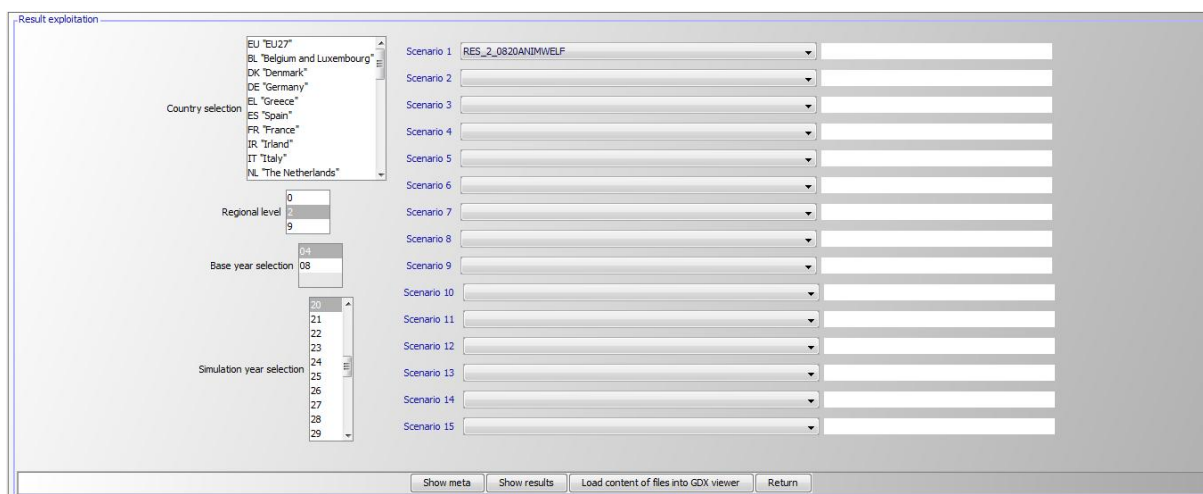 Result exploitation
Country selection
EU "EU27"
BL "Belgium and Luxembourg"
DK "Denmark"
DE "Germany"
EL "Greece"
ES "Spain"
FR "France"
IR "Irland"
IT "Italy"
NL "The Netherlands"
Regional level
0
2
9
Base year selection
04
08
Simulation year selection
20
21
22
23
24
25
26
27
28
29
Scenario 1 RES_2_0820ANIMWELF
Scenario 2
Scenario 3
Scenario 4
Scenario 5
Scenario 6
Scenario 7
Scenario 8
Scenario 9
Scenario 10
Scenario 11
Scenario 12
Scenario 13
Scenario 14
Scenario 15
Show meta Show results Load content of files into GDX viewer Return